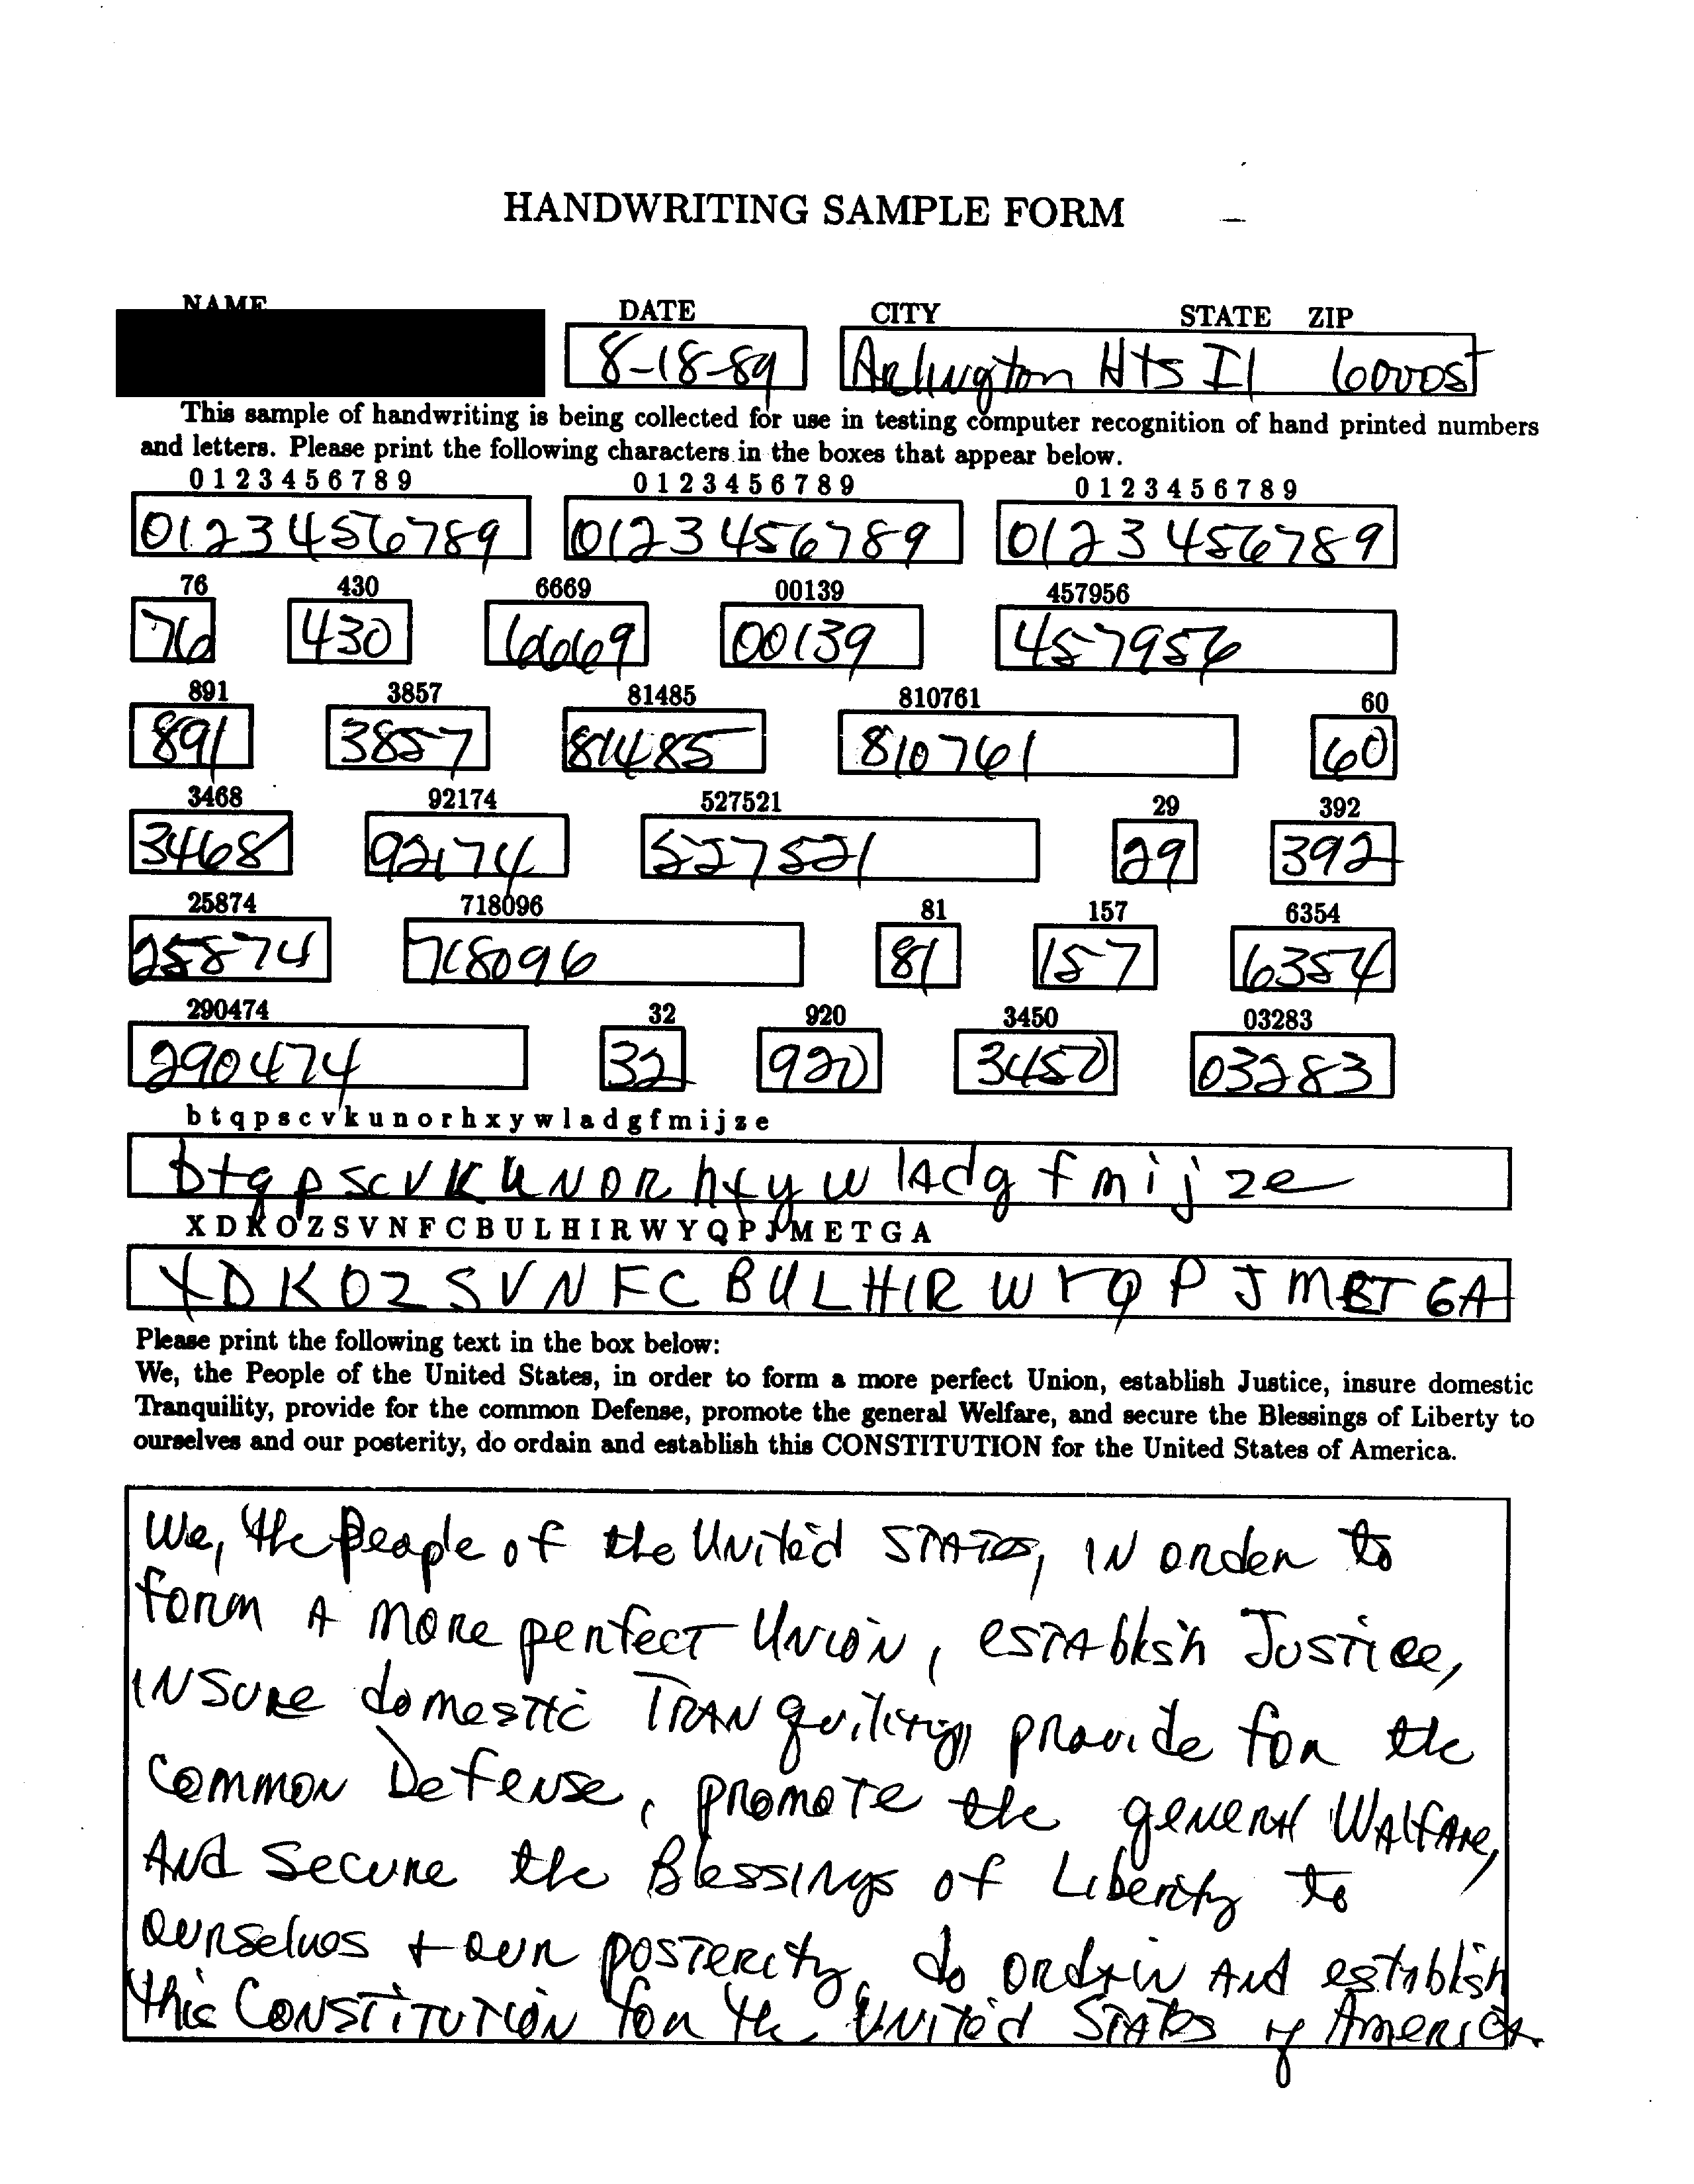 HANDWRITING SAMPLE FORM
NAME DATE CITY STATE ZIP
8-18-89 Arlington Hts Il 60005
This sample of handwriting is being collected for use in testing computer recognition of hand printed numbers
and letters. Please print the following characters in the boxes that appear below.
0 1 2 3 4 5 6 7 8 9 0 1 2 3 4 5 6 7 8 9 0 1 2 3 4 5 6 7 8 9
0123456789 0123456789 0123456789
76 430 6669 00139 457956
76 430 6669 00139 457956
891 3857 81485 810761 60
891 3857 81485 810761 60
3468 92174 527521 29 392
3468 92174 527521 29 392
25874 718096 81 157 6354
25874 718096 81 157 6354
290474 32 920 3450 03283
290474 32 920 3450 03283
b t q p s c v k u n o r h x y w l a d g f m i j z e
b t q p s c v K u N O R h x y w l A d g f m i j z e
X D K O Z S V N F C B U L H I R W Y Q P J M E T G A
X D K O Z S V N F C B U L H I R W Y Q P J M E T G A
Please print the following text in the box below:
We, the People of the United States, in order to form a more perfect Union, establish Justice, insure domestic
Tranquility, provide for the common Defense, promote the general Welfare, and secure the Blessings of Liberty to
ourselves and our posterity, do ordain and establish this CONSTITUTION for the United States of America.
We, the People of the United States, in order to
form A more perfect Union, establish Justice,
insure domestic Tranquility, provide for the
common Defense, promote the general Walfare,
And secure the Blessings of Liberty to
ourselves + our posterity, do ordain And establish
this Constitution for the United States of America.